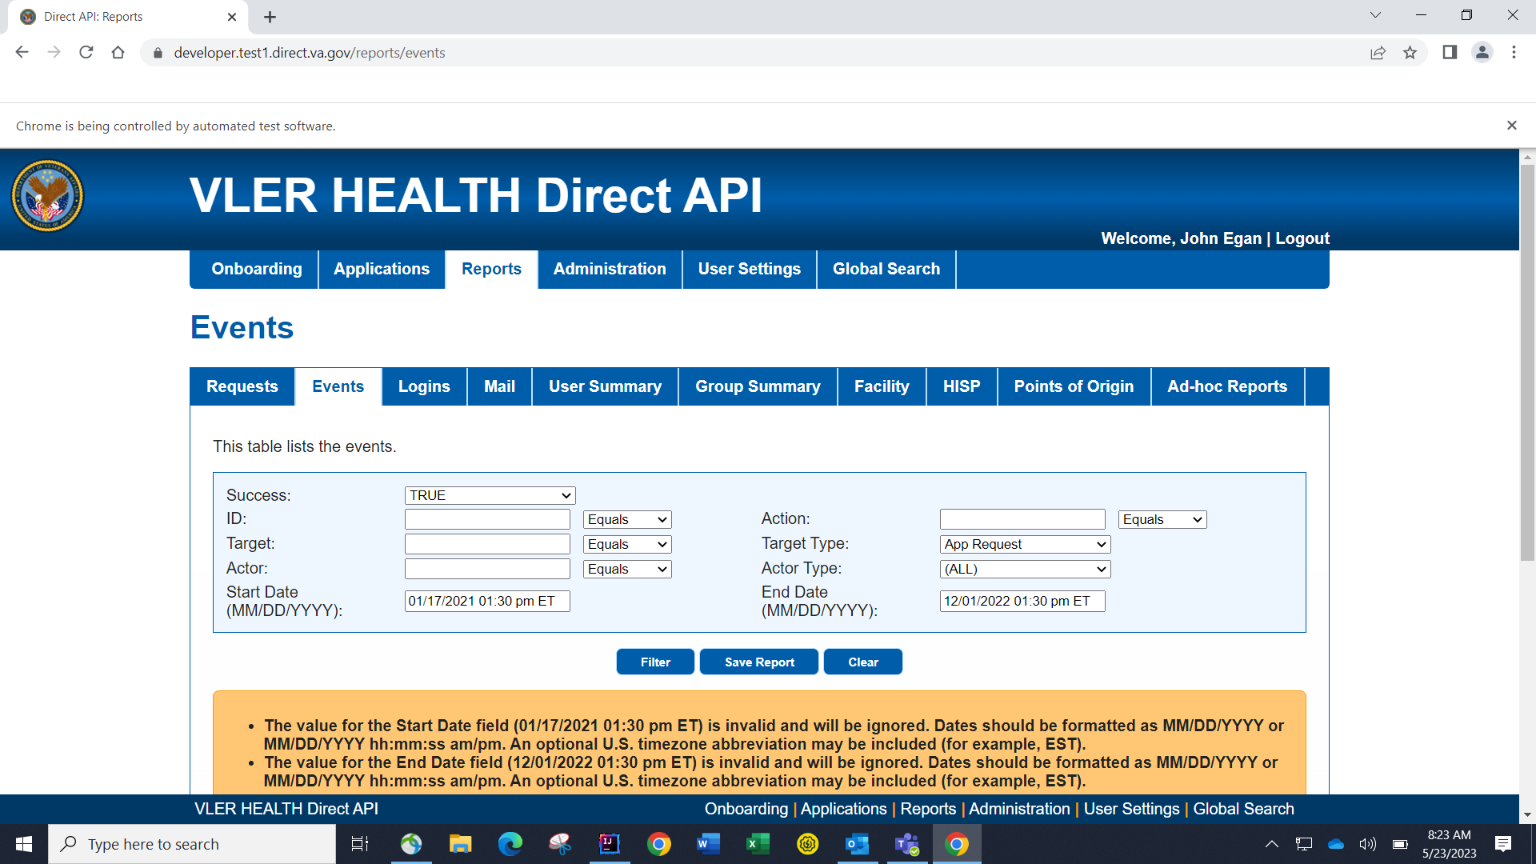 Direct API: Reports
developer.test1.direct.va.gov/reports/events
Chrome is being controlled by automated test software.
VLER HEALTH Direct API
Welcome, John Egan | Logout
Onboarding Applications Reports Administration User Settings Global Search
Events
Requests Events Logins Mail User Summary Group Summary Facility HISP Points of Origin Ad-hoc Reports
This table lists the events.
Success: TRUE
ID: Equals Action: Equals
Target: Equals Target Type: App Request
Actor: Equals Actor Type: (ALL)
Start Date End Date
(MM/DD/YYYY): 01/17/2021 01:30 pm ET (MM/DD/YYYY): 12/01/2022 01:30 pm ET
Filter Save Report Clear
• The value for the Start Date field (01/17/2021 01:30 pm ET) is invalid and will be ignored. Dates should be formatted as MM/DD/YYYY or
MM/DD/YYYY hh:mm:ss am/pm. An optional U.S. timezone abbreviation may be included (for example, EST).
• The value for the End Date field (12/01/2022 01:30 pm ET) is invalid and will be ignored. Dates should be formatted as MM/DD/YYYY or
MM/DD/YYYY hh:mm:ss am/pm. An optional U.S. timezone abbreviation may be included (for example, EST).
VLER HEALTH Direct API Onboarding | Applications | Reports | Administration | User Settings | Global Search
Type here to search
8:23 AM
5/23/2023